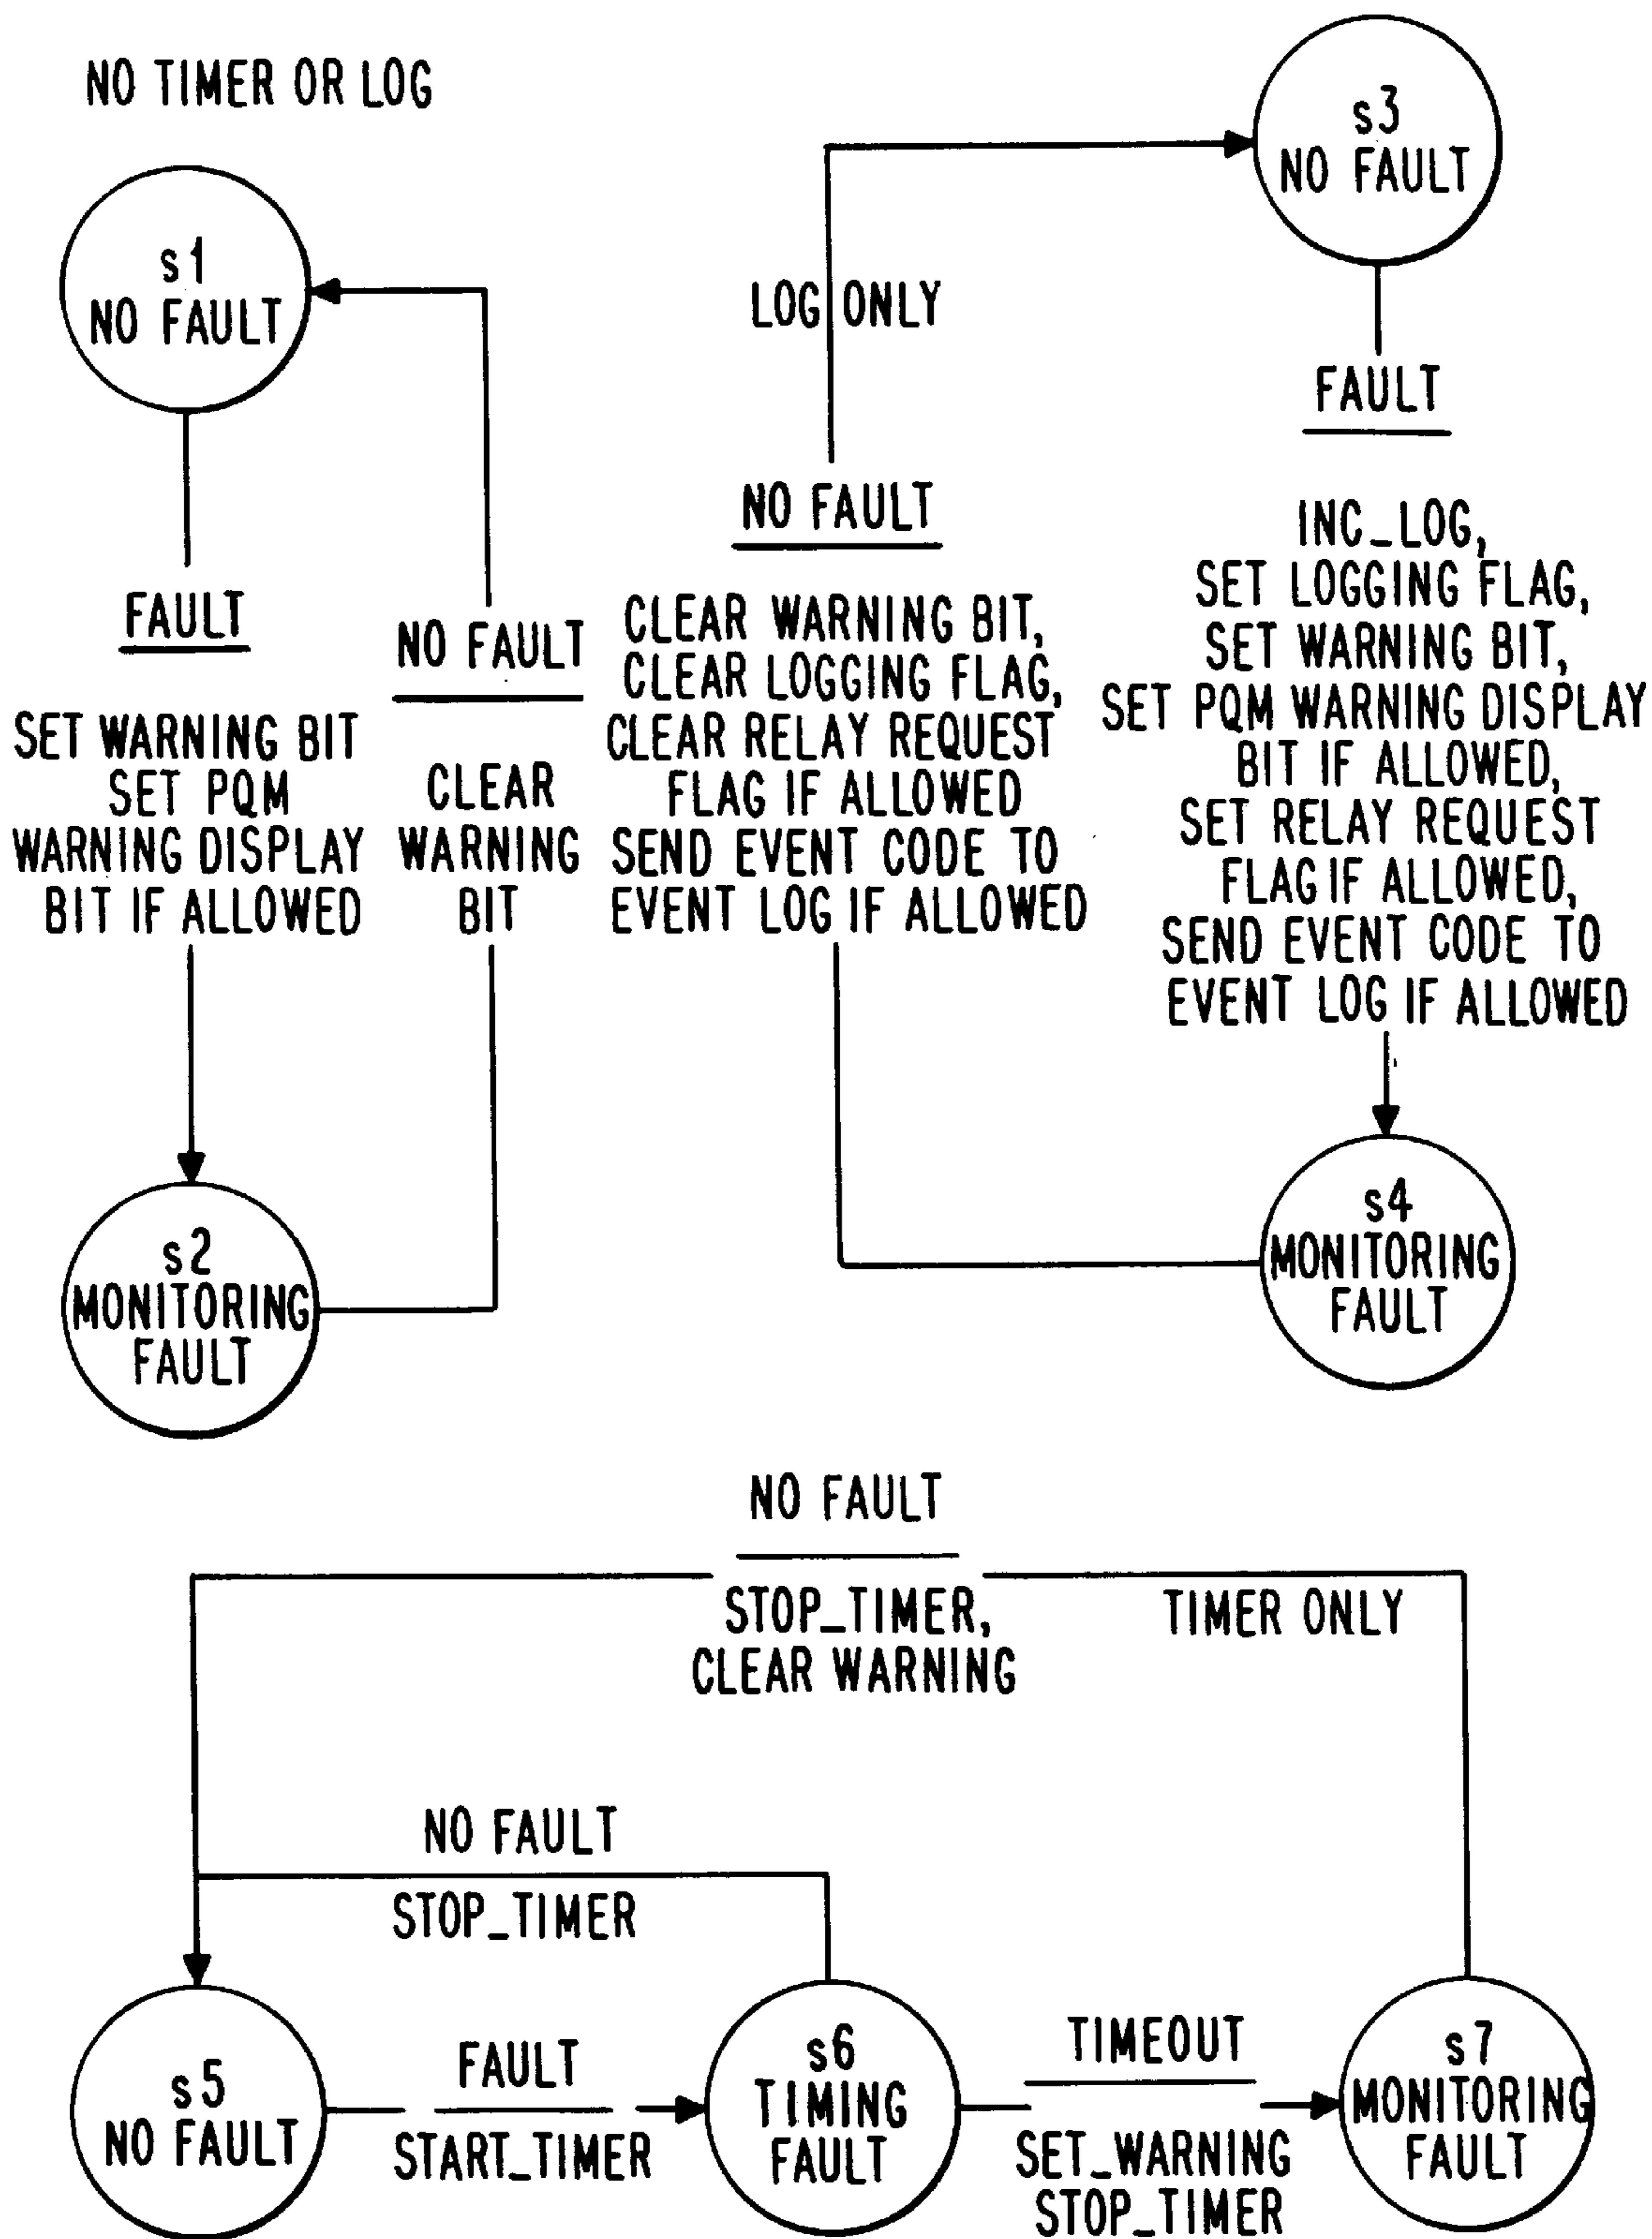 NO TIMER OR LOG
s1
NO FAULT
FAULT
SET WARNING BIT
SET PQM
WARNING DISPLAY
BIT IF ALLOWED
NO FAULT
CLEAR
WARNING
BIT
s2
MONITORING
FAULT
LOG ONLY
NO FAULT
CLEAR WARNING BIT,
CLEAR LOGGING FLAG,
CLEAR RELAY REQUEST
FLAG IF ALLOWED
SEND EVENT CODE TO
EVENT LOG IF ALLOWED
s3
NO FAULT
FAULT
INC_LOG,
SET LOGGING FLAG,
SET WARNING BIT,
SET PQM WARNING DISPLAY
BIT IF ALLOWED,
SET RELAY REQUEST
FLAG IF ALLOWED,
SEND EVENT CODE TO
EVENT LOG IF ALLOWED
s4
MONITORING
FAULT
NO FAULT
STOP_TIMER,
CLEAR WARNING
TIMER ONLY
NO FAULT
STOP_TIMER
s5
NO FAULT
FAULT
START_TIMER
s6
TIMING
FAULT
TIMEOUT
SET_WARNING
STOP_TIMER
s7
MONITORING
FAULT